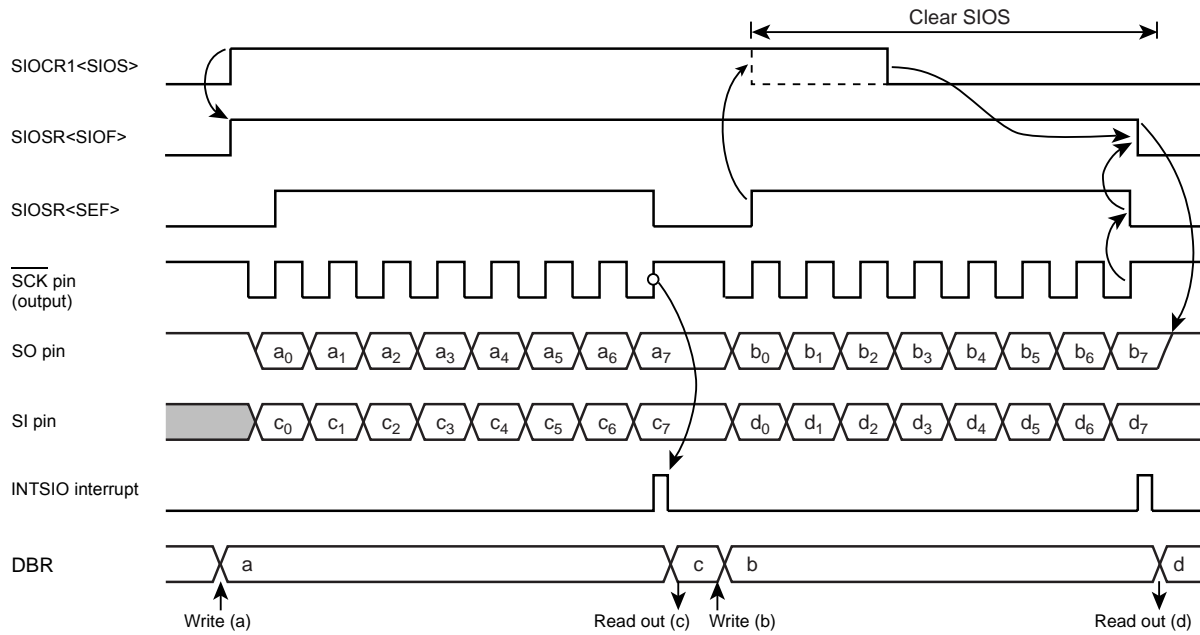 Clear SIOS
SIOCR1<SIOS>
SIOSR<SIOF>
SIOSR<SEF>
SCK pin
(output)
SO pin a0 a1 a2 a3 a4 a5 a6 a7 b0 b1 b2 b3 b4 b5 b6 b7
SI pin c0 c1 c2 c3 c4 c5 c6 c7 d0 d1 d2 d3 d4 d5 d6 d7
INTSIO interrupt
DBR a c b d
Write (a) Read out (c) Write (b) Read out (d)